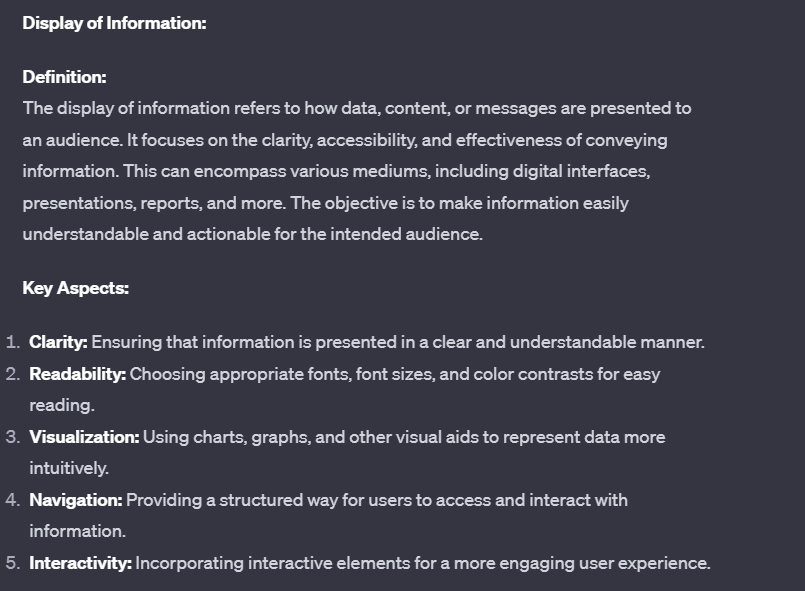 Display of Information:
Definition:
The display of information refers to how data, content, or messages are presented to
an audience. It focuses on the clarity, accessibility, and effectiveness of conveying
information. This can encompass various mediums, including digital interfaces,
presentations, reports, and more. The objective is to make information easily
understandable and actionable for the intended audience.
Key Aspects:
1. Clarity: Ensuring that information is presented in a clear and understandable manner.
2. Readability: Choosing appropriate fonts, font sizes, and color contrasts for easy
reading.
3. Visualization: Using charts, graphs, and other visual aids to represent data more
intuitively.
4. Navigation: Providing a structured way for users to access and interact with
information.
5. Interactivity: Incorporating interactive elements for a more engaging user experience.